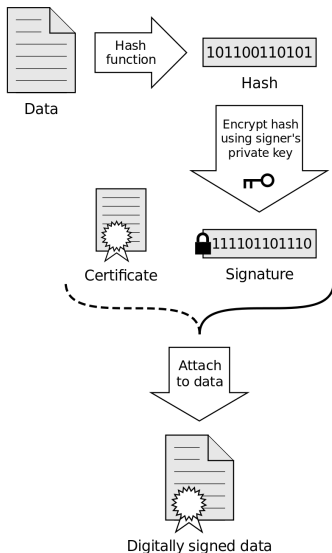 Data
Hash
function
101100110101
Hash
Encrypt hash
using signer's
private key
Certificate
111101101110
Signature
Attach
to data
Digitally signed data